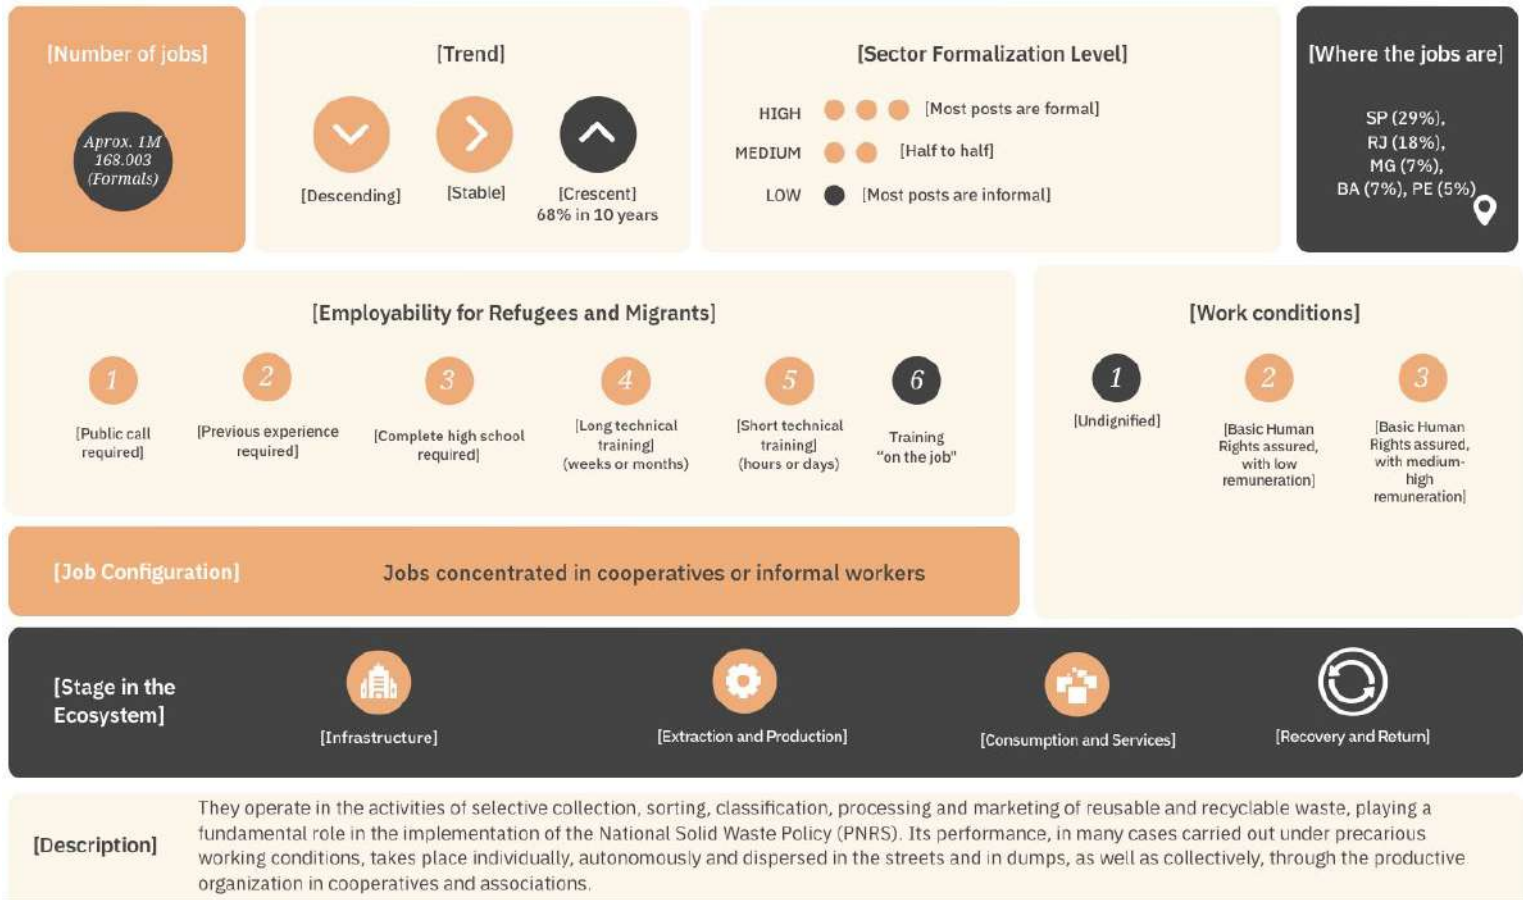 [Number of jobs]
Aprox. 1M
168.003
(Formals)
[Trend]
[Descending]
[Stable]
[Crescent]
68% in 10 years
[Sector Formalization Level]
HIGH [Most posts are formal]
MEDIUM [Half to half]
LOW [Most posts are informal]
[Where the jobs are]
SP (29%),
RJ (18%),
MG (7%),
BA (7%), PE (5%)
[Employability for Refugees and Migrants]
1
[Public call
required]
2
[Previous experience
required]
3
[Complete high school
required]
4
[Long technical
training]
(weeks or months)
5
[Short technical
training]
(hours or days)
6
Training
"on the job"
[Work conditions]
1
[Undignified]
2
[Basic Human
Rights assured,
with low
remuneration]
3
[Basic Human
Rights assured,
with medium-
high
remuneration]
[Job Configuration] Jobs concentrated in cooperatives or informal workers
[Stage in the
Ecosystem]
[Infrastructure]
[Extraction and Production]
[Consumption and Services]
[Recovery and Return]
[Description]
They operate in the activities of selective collection, sorting, classification, processing and marketing of reusable and recyclable waste, playing a
fundamental role in the implementation of the National Solid Waste Policy (PNRS). Its performance, in many cases carried out under precarious
working conditions, takes place individually, autonomously and dispersed in the streets and in dumps, as well as collectively, through the productive
organization in cooperatives and associations.